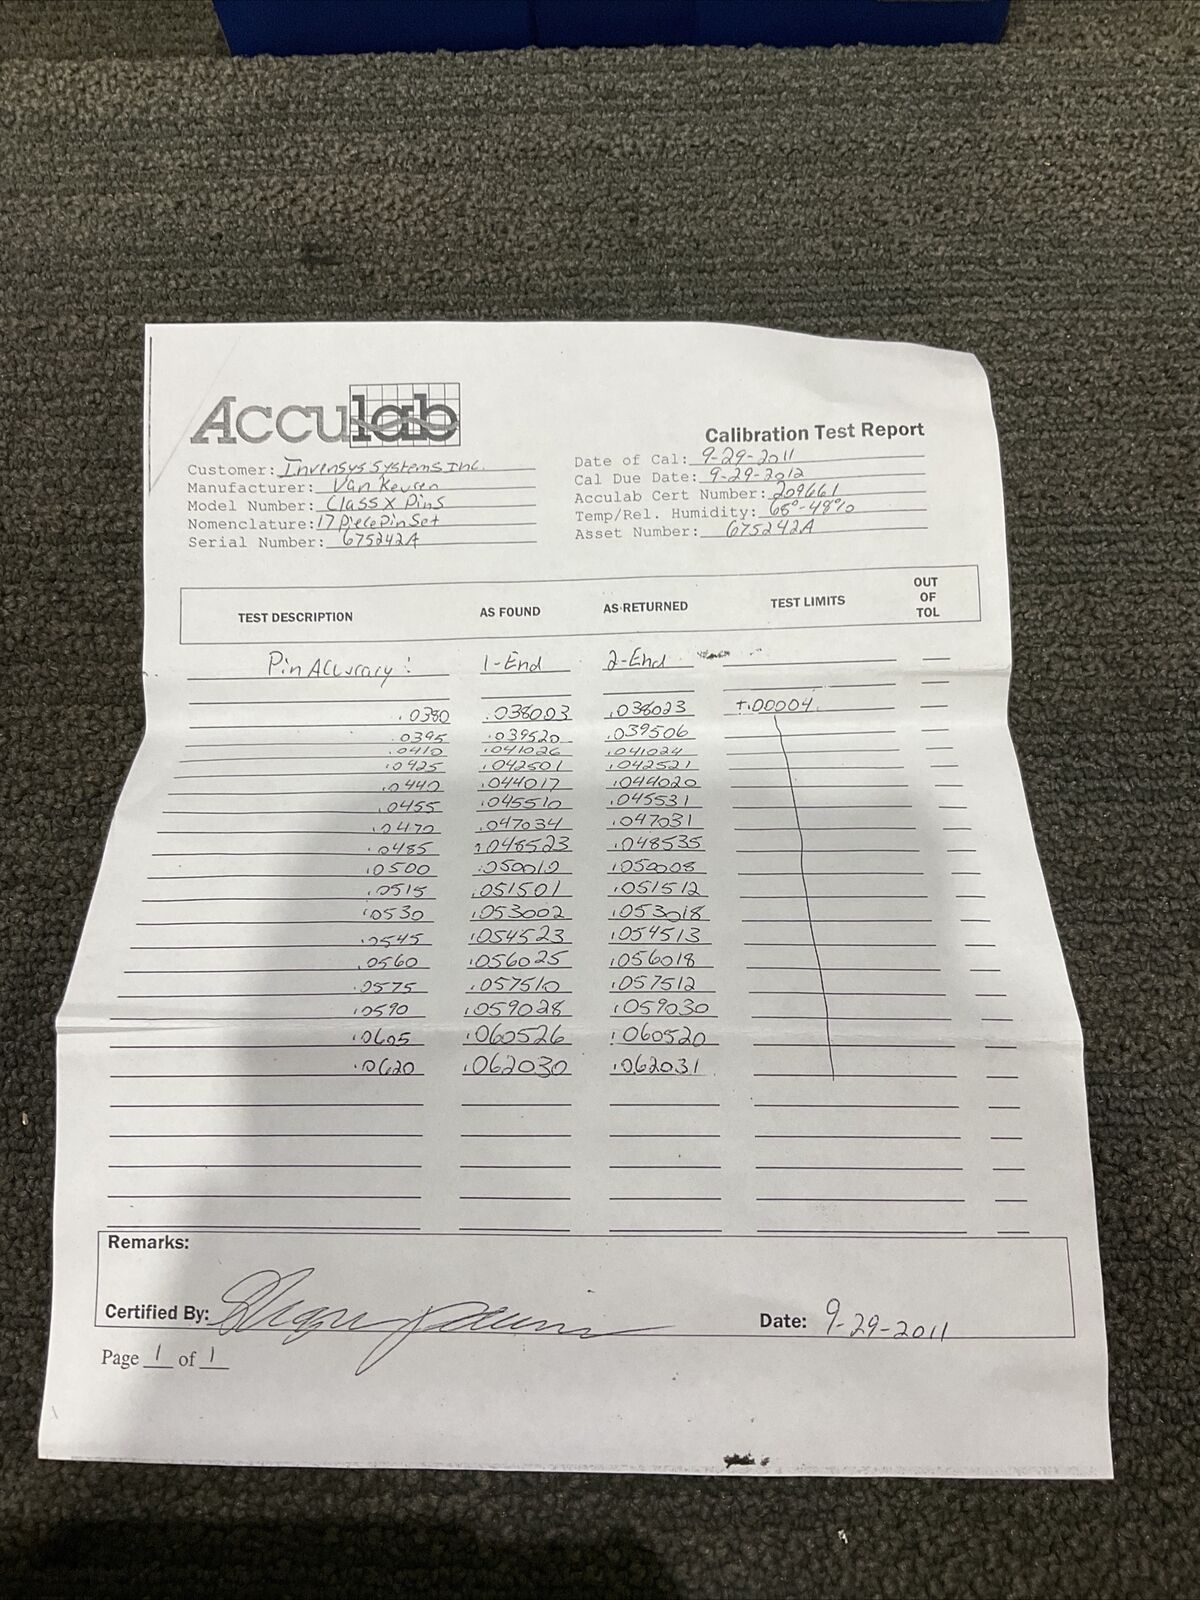 Acculab
Calibration Test Report
Customer: Invensys Systems Inc.
Manufacturer: Van Keuren
Model Number: Class X Pins
Nomenclature: 17 Piece Pin Set
Serial Number: 675242A
Date of Cal: 9-29-2011
Cal Due Date: 9-29-2012
Acculab Cert Number: 209661
Temp/Rel. Humidity: 68°-48%
Asset Number: 675242A
TEST DESCRIPTION AS FOUND AS RETURNED TEST LIMITS OUT OF TOL
Pin Accuracy: 1-End 2-End
.0380 .038003 .038023 +.00004
.0395 .039520 .039506
.0410 .041026 .041024
.0425 .042501 .042521
.0440 .044017 .044020
.0455 .045510 .045531
.0470 .047034 .047031
.0485 .048523 .048535
.0500 .050010 .050008
.0515 .051501 .051512
.0530 .053002 .053018
.0545 .054523 .054513
.0560 .056025 .056018
.0575 .057510 .057512
.0590 .059028 .059030
.0605 .060526 .060520
.0620 .062030 .062031
Remarks:
Certified By:
Date: 9-29-2011
Page 1 of 1